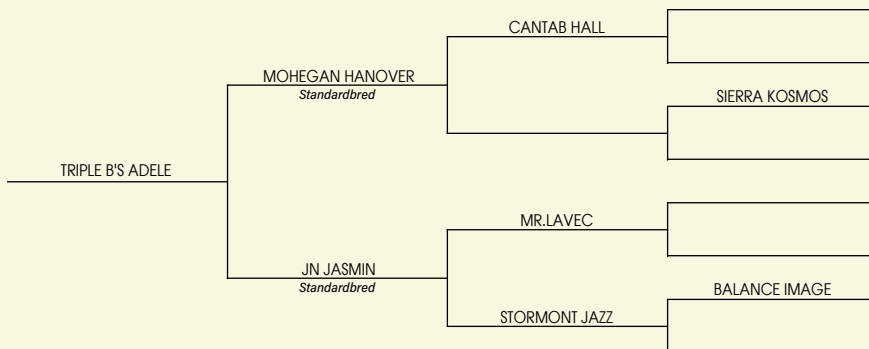 CANTAB HALL
MOHEGAN HANOVER
Standardbred
SIERRA KOSMOS
TRIPLE B'S ADELE
MR.LAVEC
JN JASMIN
Standardbred
BALANCE IMAGE
STORMONT JAZZ